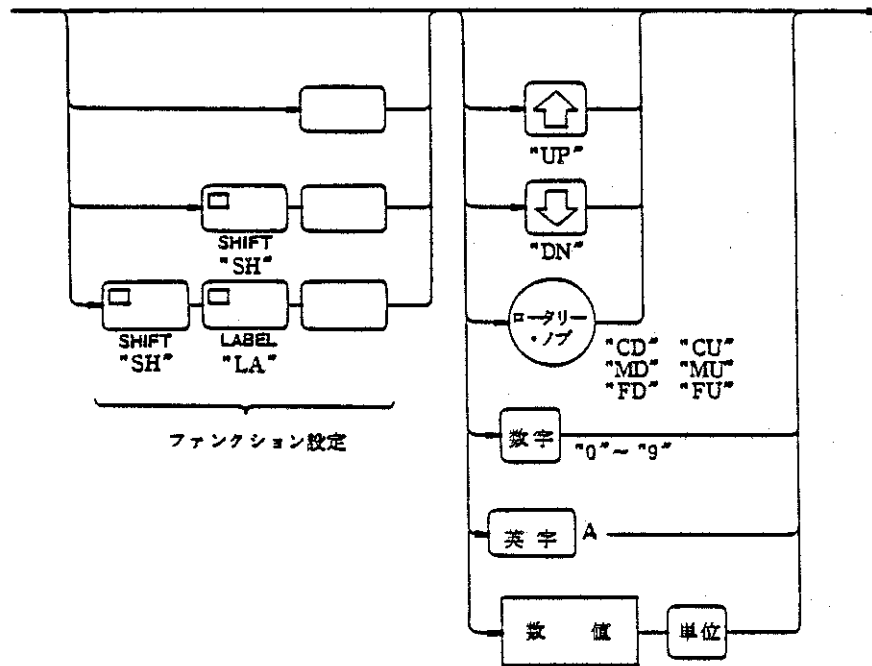 "UP"
SHIFT
"SH"
"DN"
SHIFT
"SH"
LABEL
"LA"
ロータリー
・ノブ
"CD" "CU"
"MD" "MU"
"FD" "FU"
ファンクション設定
数字 "0"～"9"
英字 A
数 値 単位